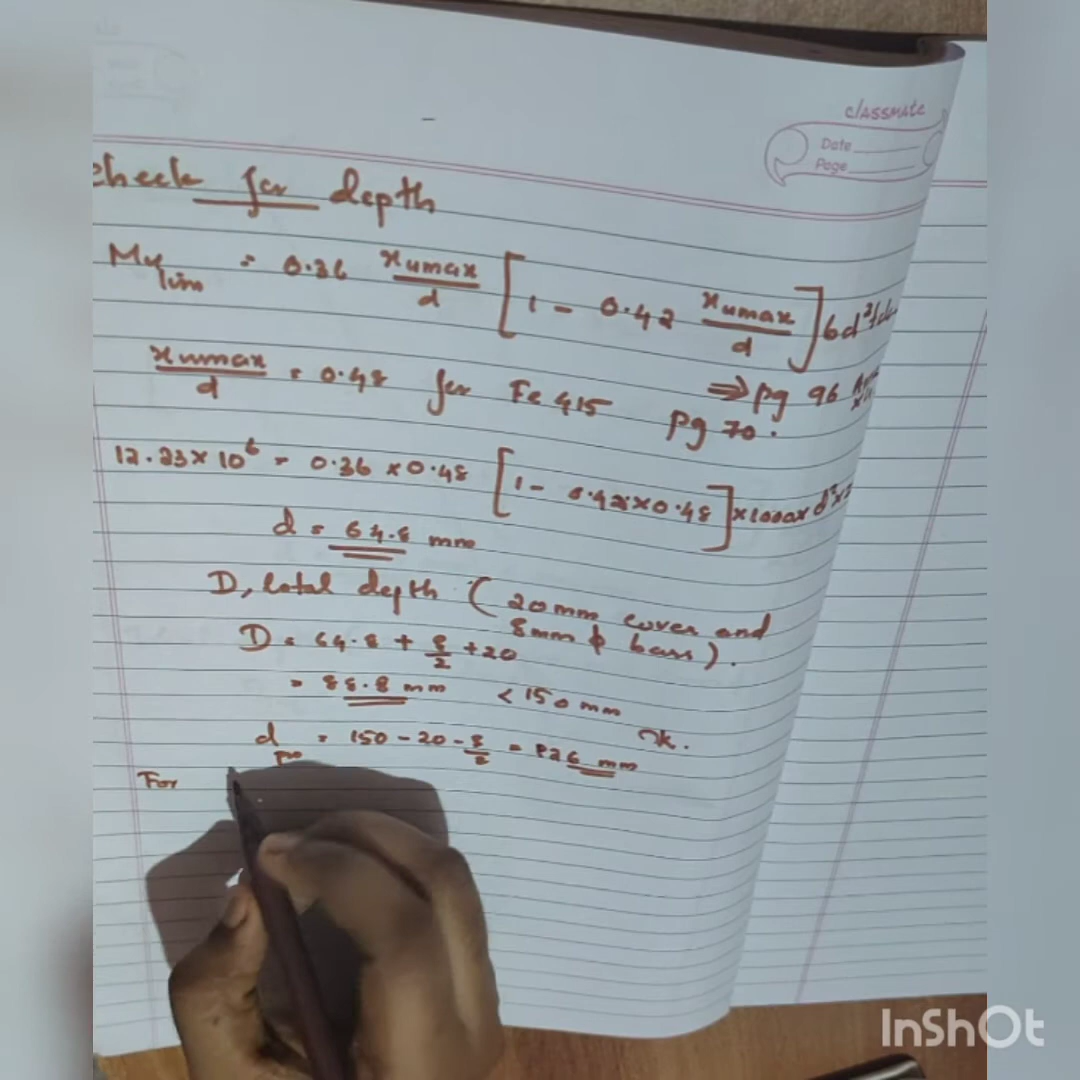 classmate
Date
Page
check for depth
Mu lim = 0.36 xumax/d [1 - 0.42 xumax/d] bd²fck
xumax/d = 0.48 for Fe 415 ⇒ pg 96
pg 70.
12.23 × 10⁶ = 0.36 × 0.48 [1 - 0.42 × 0.48] × 1000 × d² ×
d = 64.8 mm
D, total depth (20mm cover and
8mm ϕ bars).
D = 64.8 + 8/2 + 20
= 88.8 mm < 150 mm
ok.
d pro = 150 - 20 - 8/2 = 126 mm
For
InShOt